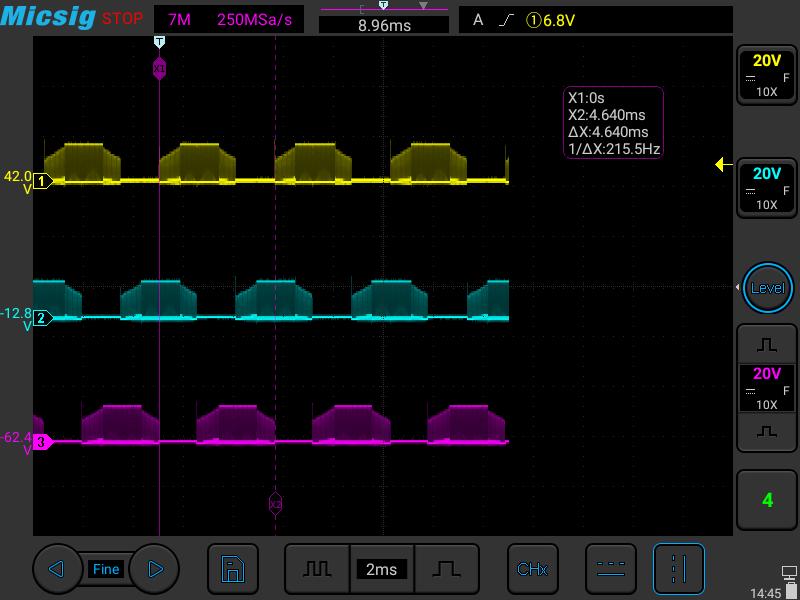 Micsig STOP 7M 250MSa/s 8.96ms A ①6.8V
T
X1
20V
F
10X
X1:0s
X2:4.640ms
ΔX:4.640ms
1/ΔX:215.5Hz
42.0
V
1
20V
F
10X
Level
-12.8
V
2
20V
F
10X
-62.4
V
3
X2
4
Fine 2ms CHx
14:45